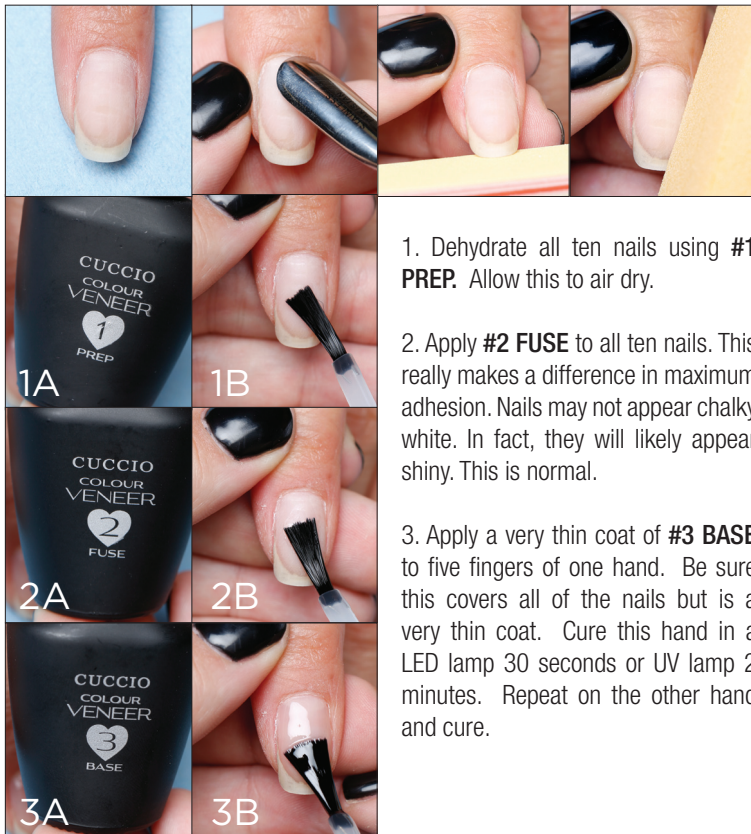 CUCCIO
COLOUR
VENEER
1
PREP
1A
1B
1. Dehydrate all ten nails using #1
PREP. Allow this to air dry.
2. Apply #2 FUSE to all ten nails. This
really makes a difference in maximum
adhesion. Nails may not appear chalky
white. In fact, they will likely appear
shiny. This is normal.
CUCCIO
COLOUR
VENEER
2
FUSE
2A
2B
3. Apply a very thin coat of #3 BASE
to five fingers of one hand. Be sure
this covers all of the nails but is a
very thin coat. Cure this hand in a
LED lamp 30 seconds or UV lamp 2
minutes. Repeat on the other hand
and cure.
CUCCIO
COLOUR
VENEER
3
BASE
3A
3B